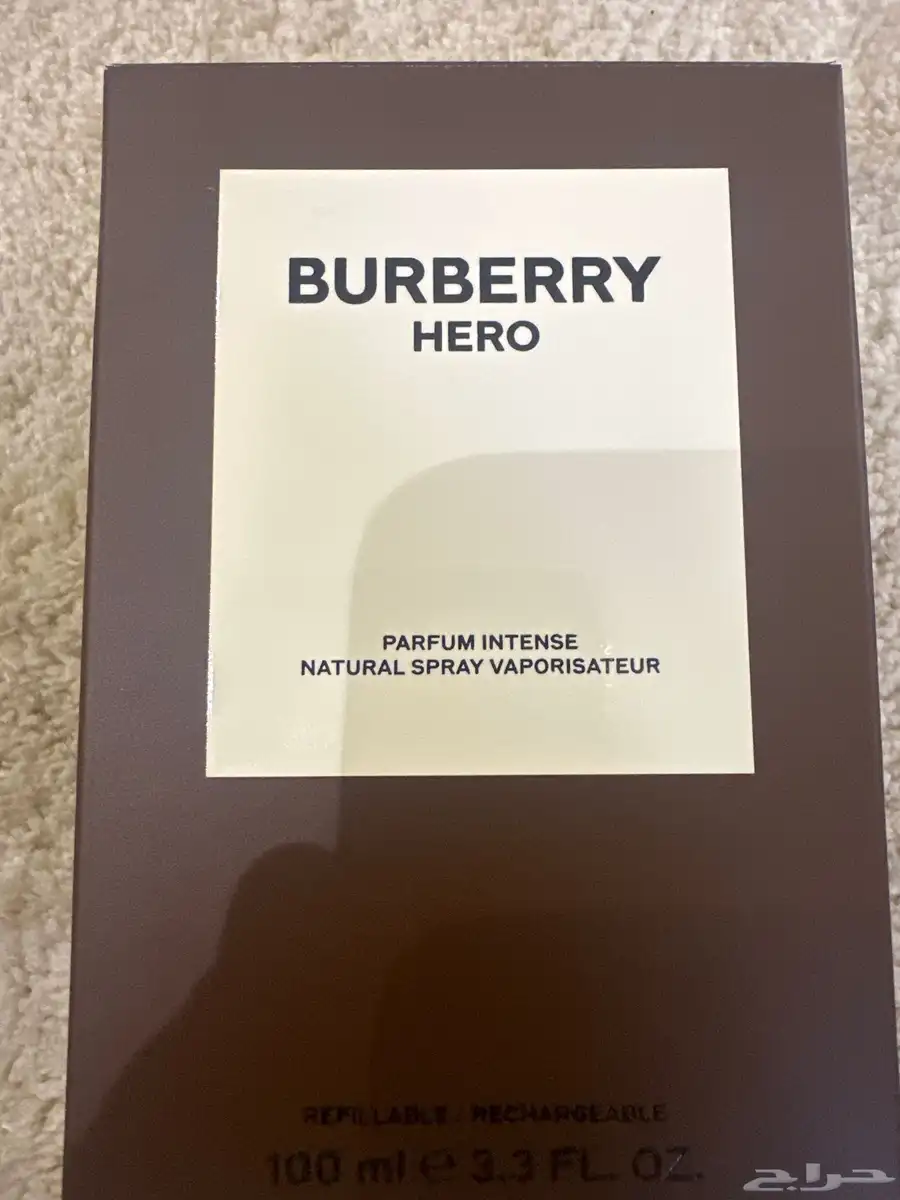 BURBERRY
HERO
PARFUM INTENSE
NATURAL SPRAY VAPORISATEUR
REFILLABLE / RECHARGEABLE
100 ml e 3.3 FL. OZ.
حراج